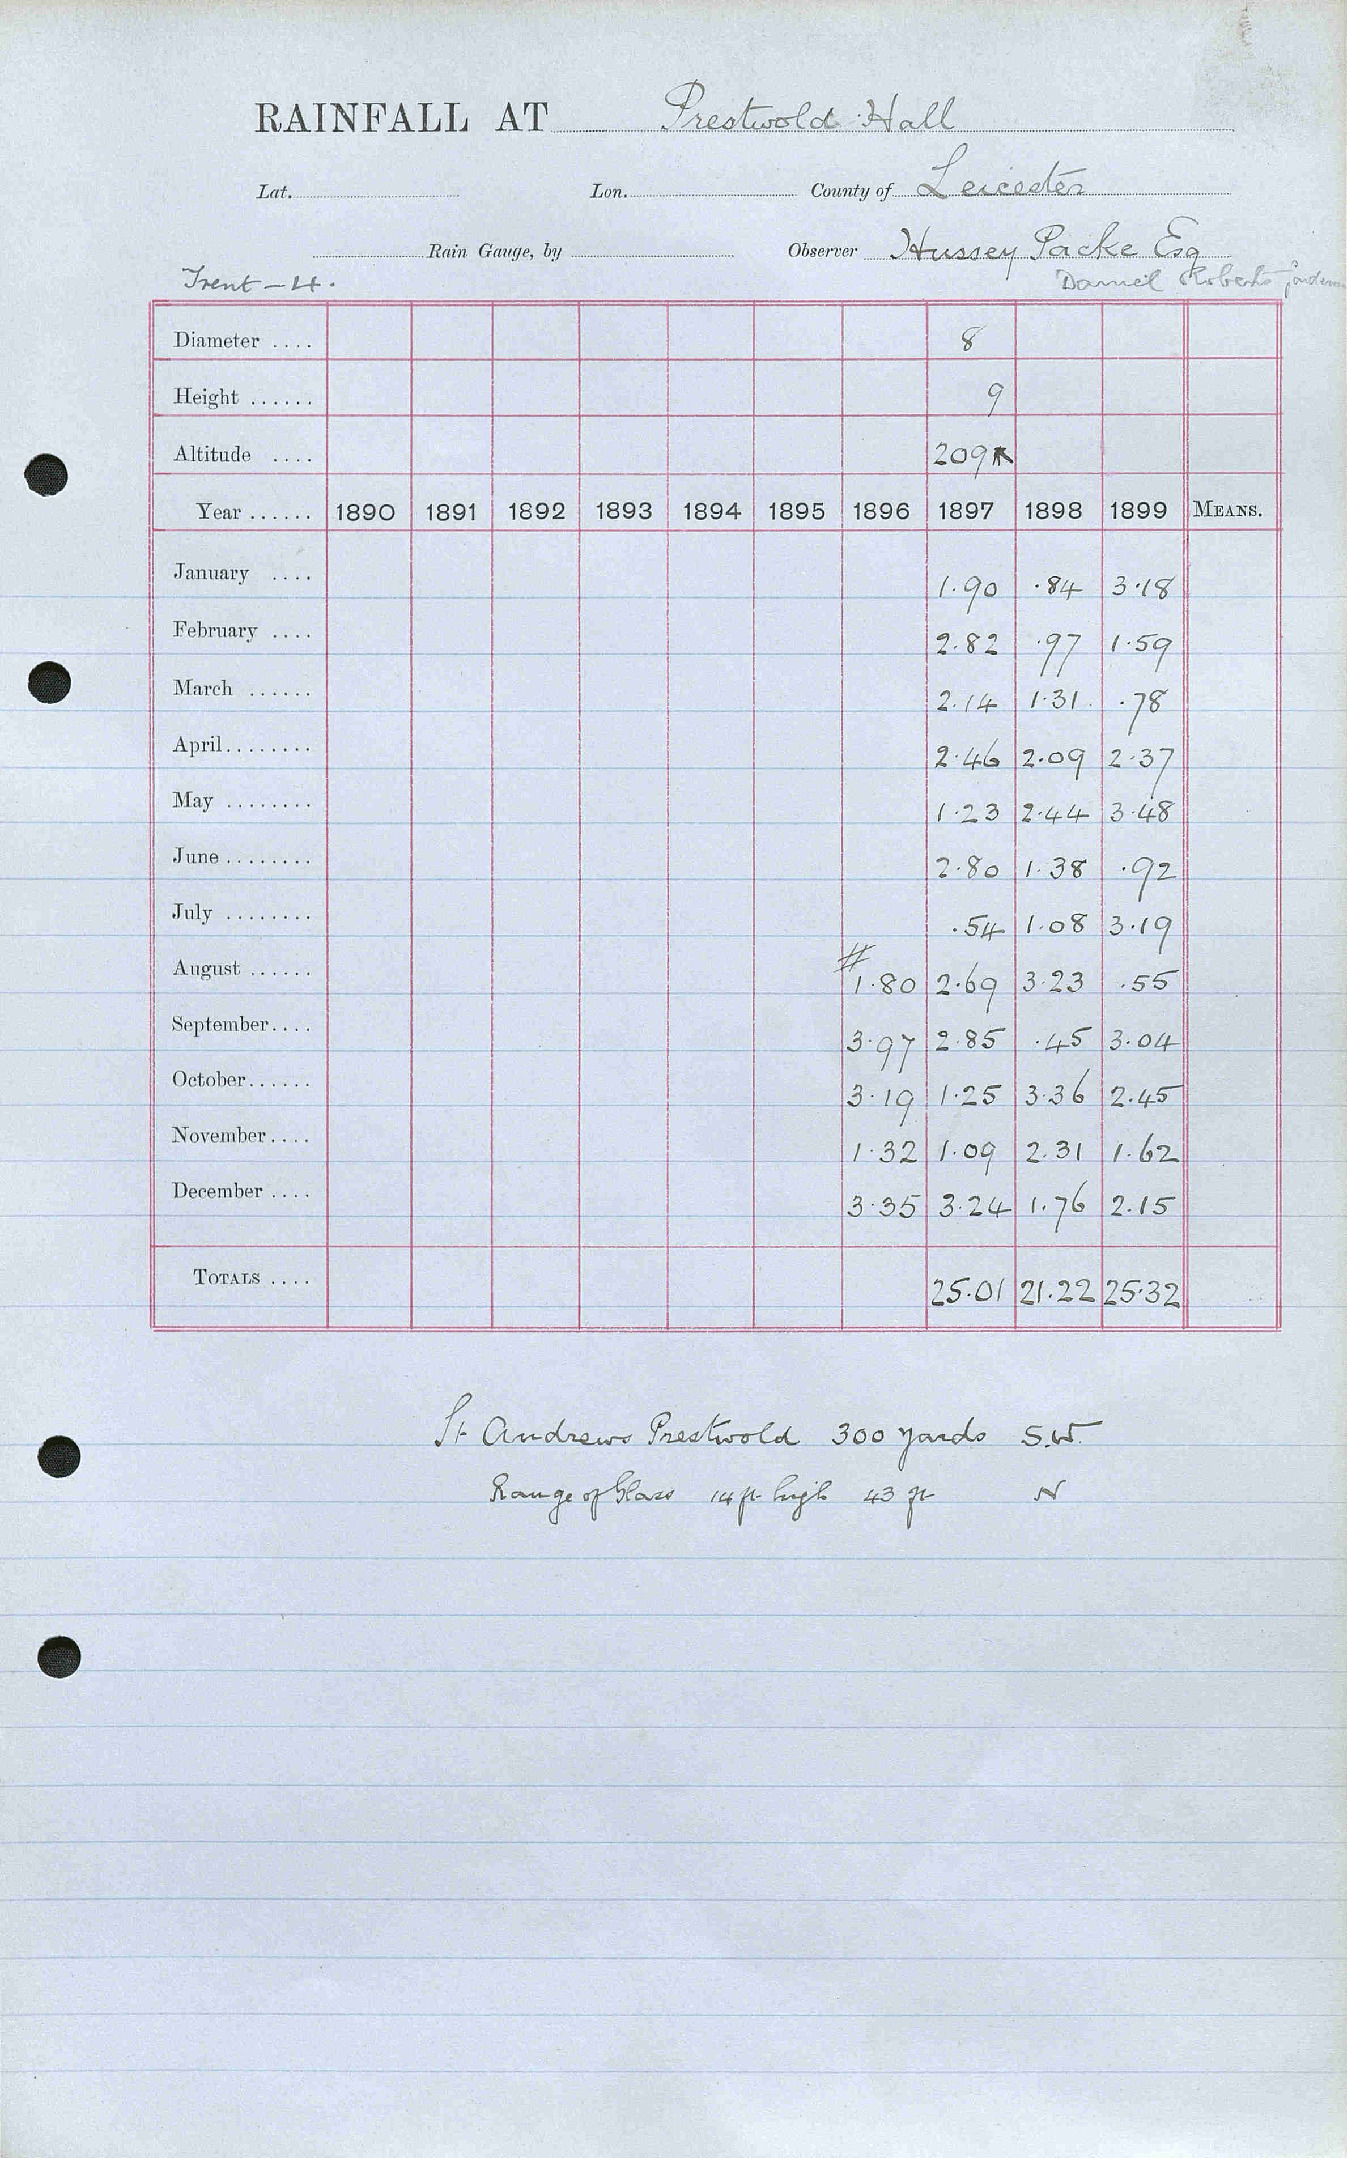 RAINFALL AT Prestwold Hall
Lat. Lon. County of Leicester
Rain Gauge, by Observer Hussey Packe Esq
Trent – 4. Daniel Roberts gardener
Diameter .... 8
Height ...... 9
Altitude .... 209
Year ...... 1890 1891 1892 1893 1894 1895 1896 1897 1898 1899 MEANS.
January .... 1.90 .84 3.18
February .... 2.82 .97 1.59
March ...... 2.14 1.31 .78
April........ 2.46 2.09 2.37
May ........ 1.23 2.44 3.48
June ........ 2.80 1.38 .92
July ........ .54 1.08 3.19
August ...... # 1.80 2.69 3.23 .55
September.... 3.97 2.85 .45 3.04
October...... 3.19 1.25 3.36 2.45
November.... 1.32 1.09 2.31 1.62
December .... 3.35 3.24 1.76 2.15
TOTALS .... 25.01 21.22 25.32
St Andrews Prestwold 300 yards S.W.
Range of Glass 14 ft high 43 ft N